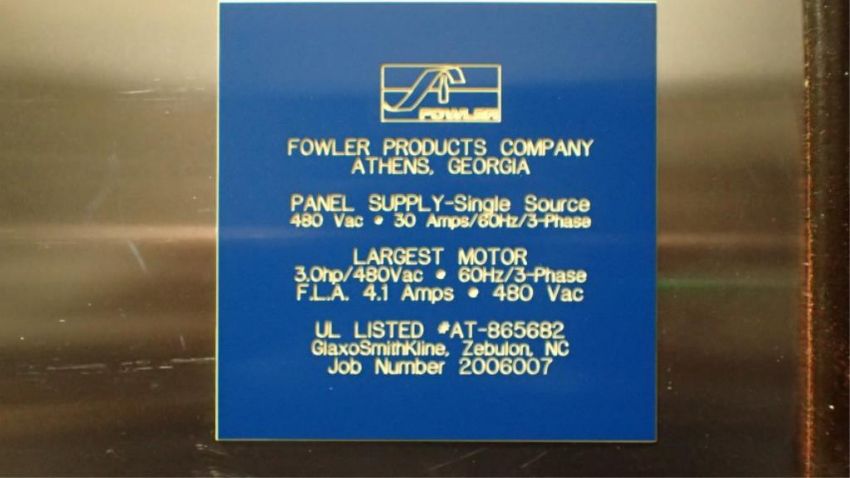 FOWLER
FOWLER PRODUCTS COMPANY
ATHENS, GEORGIA
PANEL SUPPLY-Single Source
480 Vac • 30 Amps/60Hz/3-Phase
LARGEST MOTOR
3.0hp/480Vac • 60Hz/3-Phase
F.L.A. 4.1 Amps • 480 Vac
UL LISTED #AT-865682
GlaxoSmithKline, Zebulon, NC
Job Number 2006007